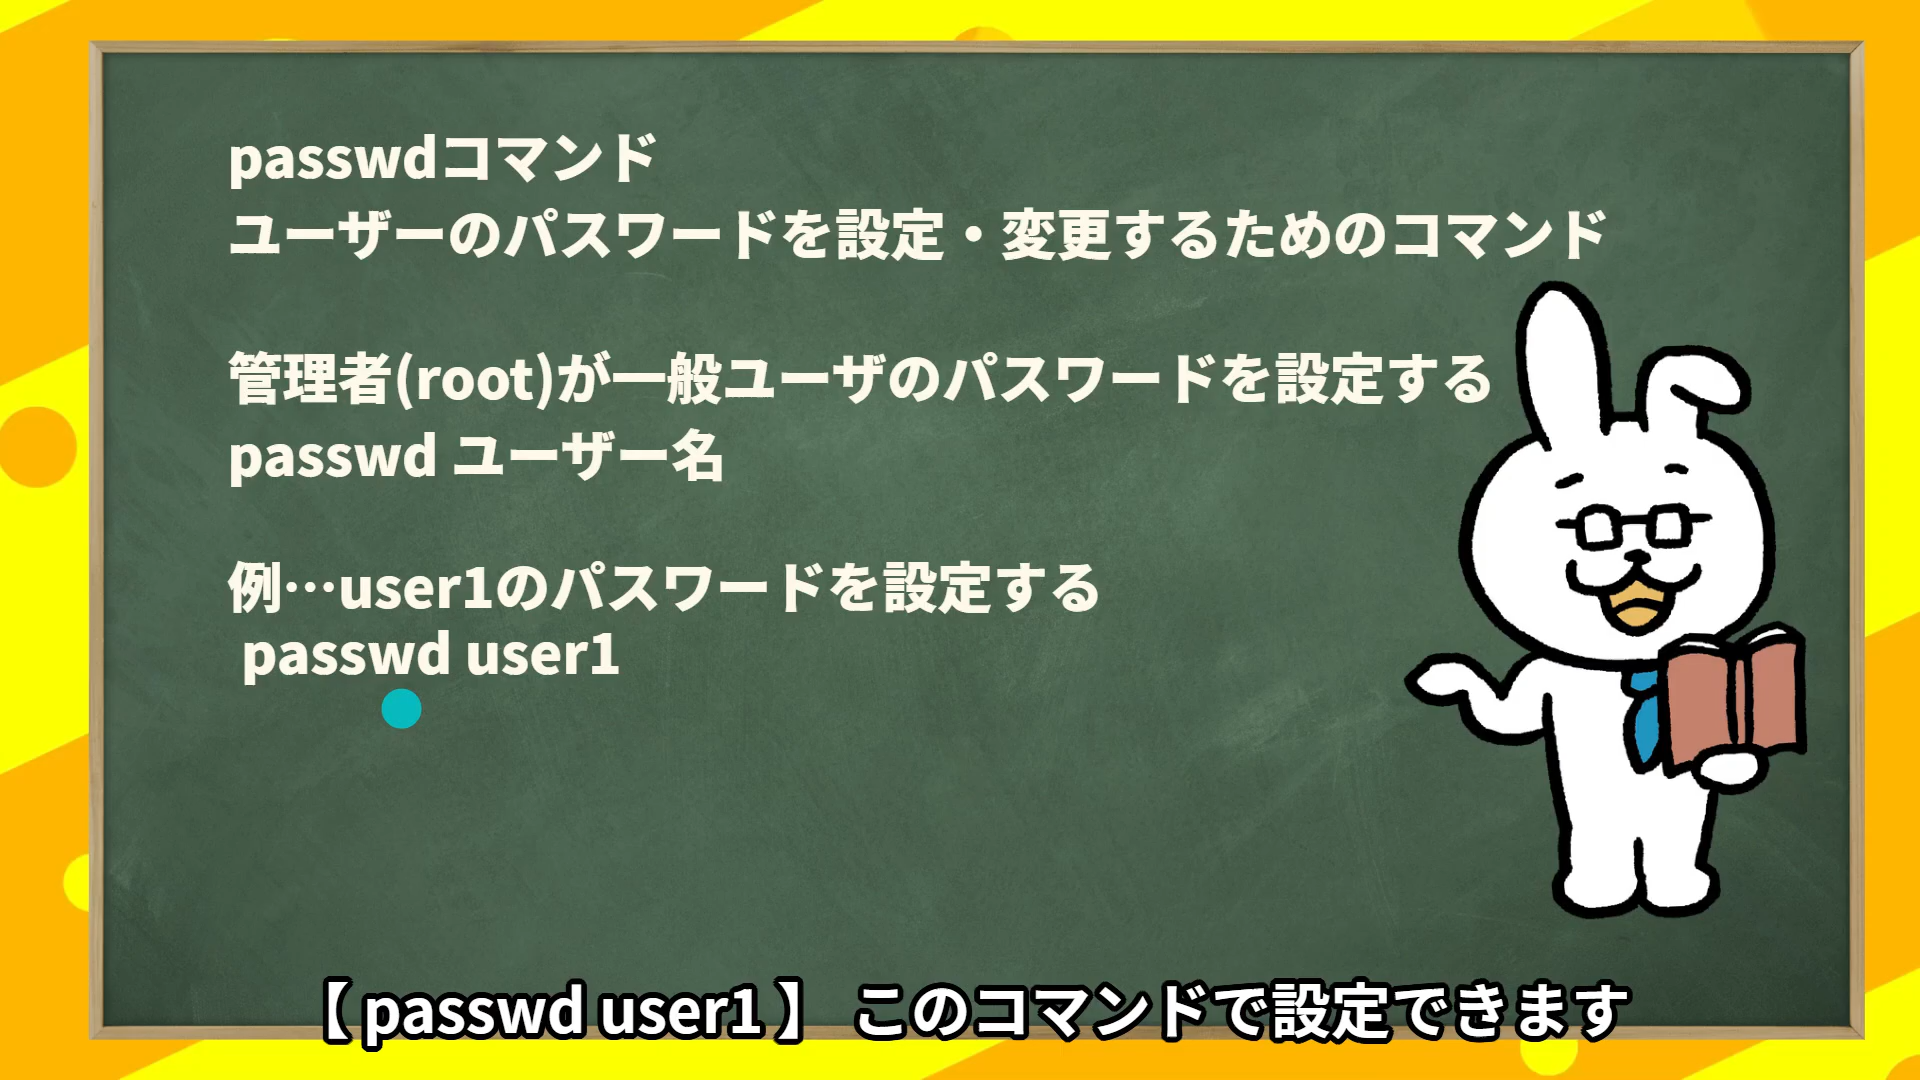 passwdコマンド
ユーザーのパスワードを設定・変更するためのコマンド
管理者(root)が一般ユーザのパスワードを設定する
passwd ユーザー名
例…user1のパスワードを設定する
passwd user1
【 passwd user1 】 このコマンドで設定できます